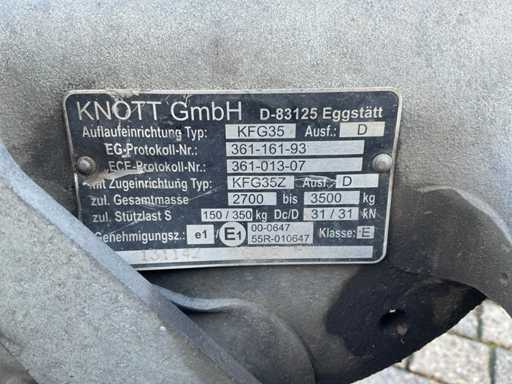 KNOTT GmbH D-83125 Eggstätt
Auflaufeinrichtung Typ: KFG35 Ausf.: D
EG-Protokoll-Nr.: 361-161-93
ECE-Protokoll-Nr.: 361-013-07
mit Zugeinrichtung Typ: KFG35Z Ausf.: D
zul. Gesamtmasse 2700 bis 3500 kg
zul. Stützlast S 150 / 350 kg Dc/D 31 / 31 kN
Genehmigungsz.: e1 / E1 00-0647
55R-010647 Klasse: E
131142